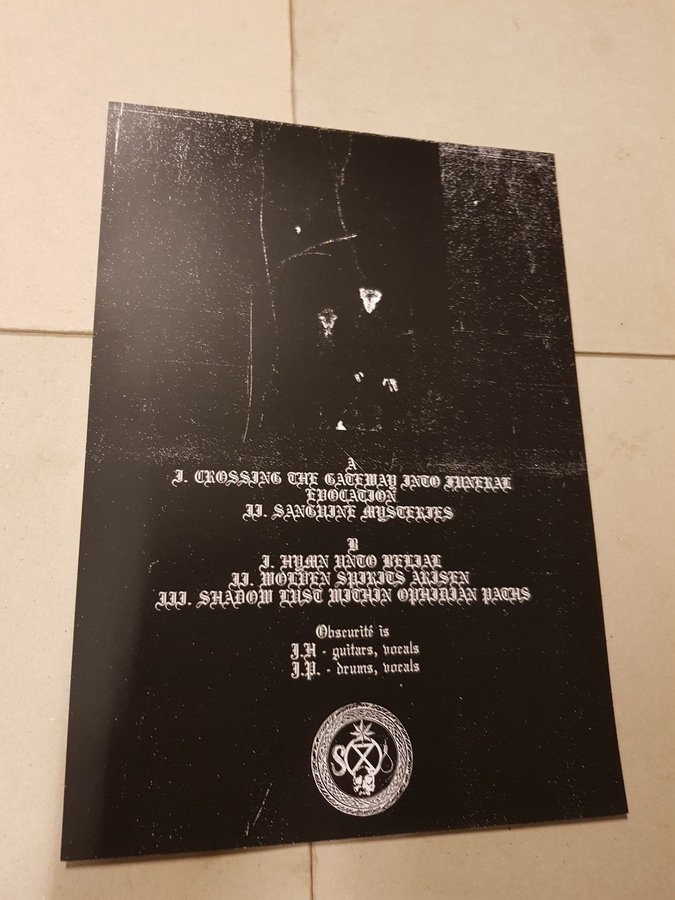 A
I. CROSSING THE GATEWAY INTO FUNERAL
EVOCATION
II. SANGUINE MYSTERIES
B
I. HYMN UNTO BELIAL
II. WOLVEN SPIRITS ARISEN
III. SHADOW LUST WITHIN OPHIDIAN PATHS
Obscurité is
J.H - guitars, vocals
J.P. - drums, vocals